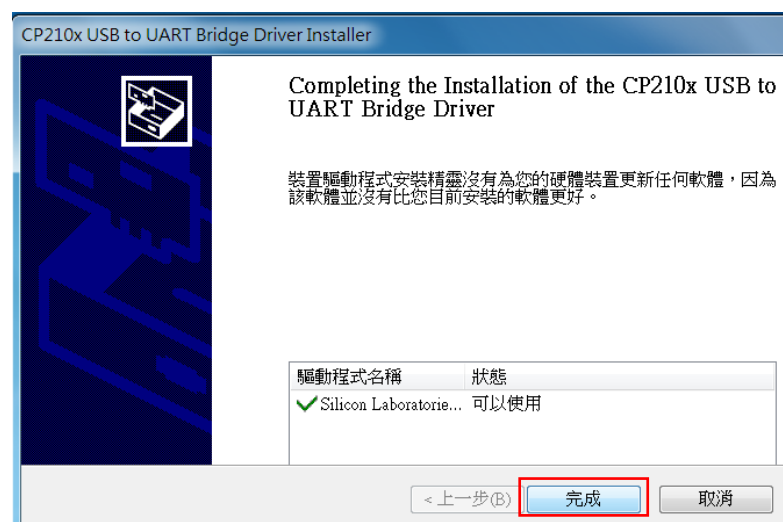 CP210x USB to UART Bridge Driver Installer
Completing the Installation of the CP210x USB to
UART Bridge Driver
裝置驅動程式安裝精靈沒有為您的硬體裝置更新任何軟體，因為
該軟體並沒有比您目前安裝的軟體更好。
驅動程式名稱 狀態
Silicon Laboratorie... 可以使用
<上一步(B) 完成 取消